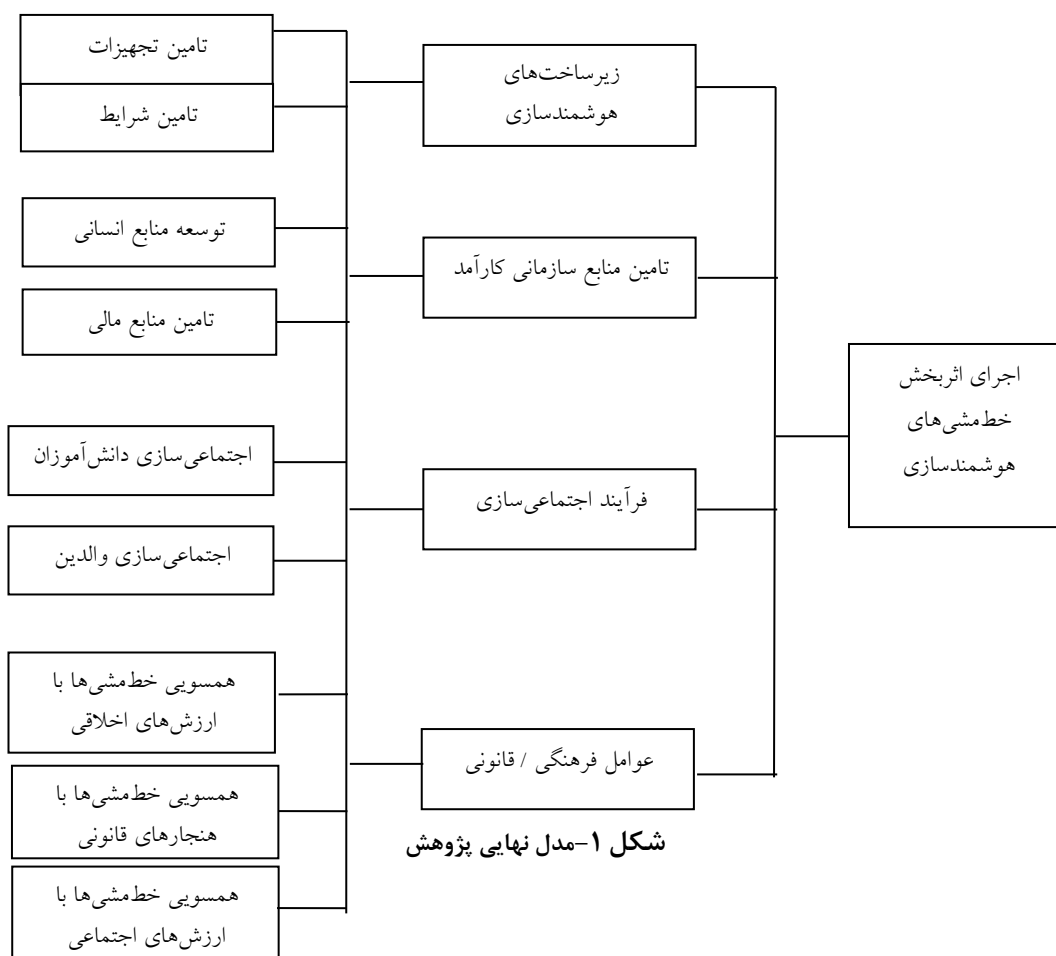 اجرای اثربخش
خط‌مشی‌های
هوشمندسازی
زیرساخت‌های
هوشمندسازی
تامین منابع سازمانی کارآمد
فرآیند اجتماعی‌سازی
عوامل فرهنگی / قانونی
تامین تجهیزات
تامین شرایط
توسعه منابع انسانی
تامین منابع مالی
اجتماعی‌سازی دانش‌آموزان
اجتماعی‌سازی والدین
همسویی خط‌مشی‌ها با
ارزش‌های اخلاقی
همسویی خط‌مشی‌ها با
هنجارهای قانونی
همسویی خط‌مشی‌ها با
ارزش‌های اجتماعی
شکل ۱-مدل نهایی پژوهش